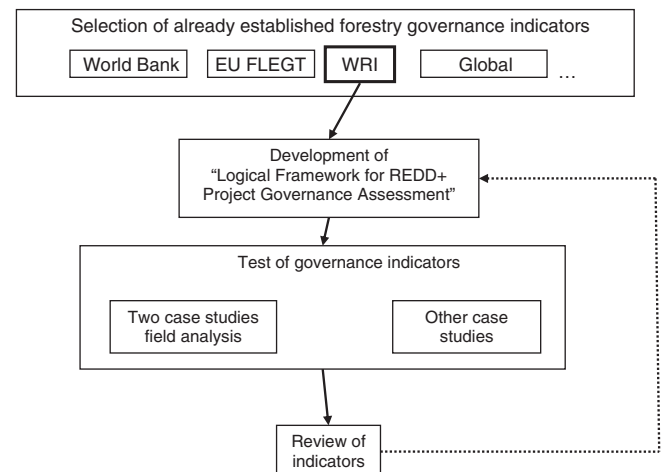 Selection of already established forestry governance indicators
World Bank EU FLEGT WRI Global ...
Development of
“Logical Framework for REDD+
Project Governance Assessment”
Test of governance indicators
Two case studies
field analysis
Other case
studies
Review of
indicators